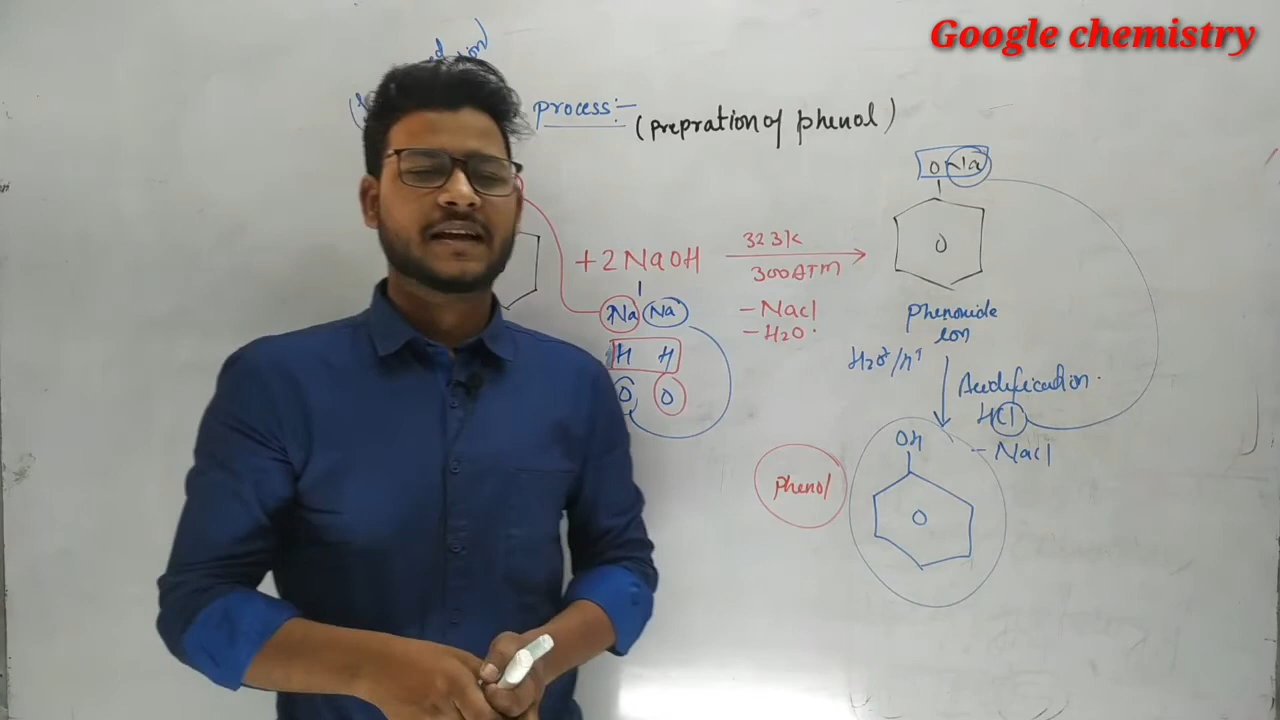 Google chemistry
process:-
(prepration of phenol)
ONa
+2NaOH
323K
300ATM
Na Na
-Nacl
-H2O
H H
O O
phenoxide
ion
H2O/H+
Acidification.
HCl
-Nacl
OH
phenol